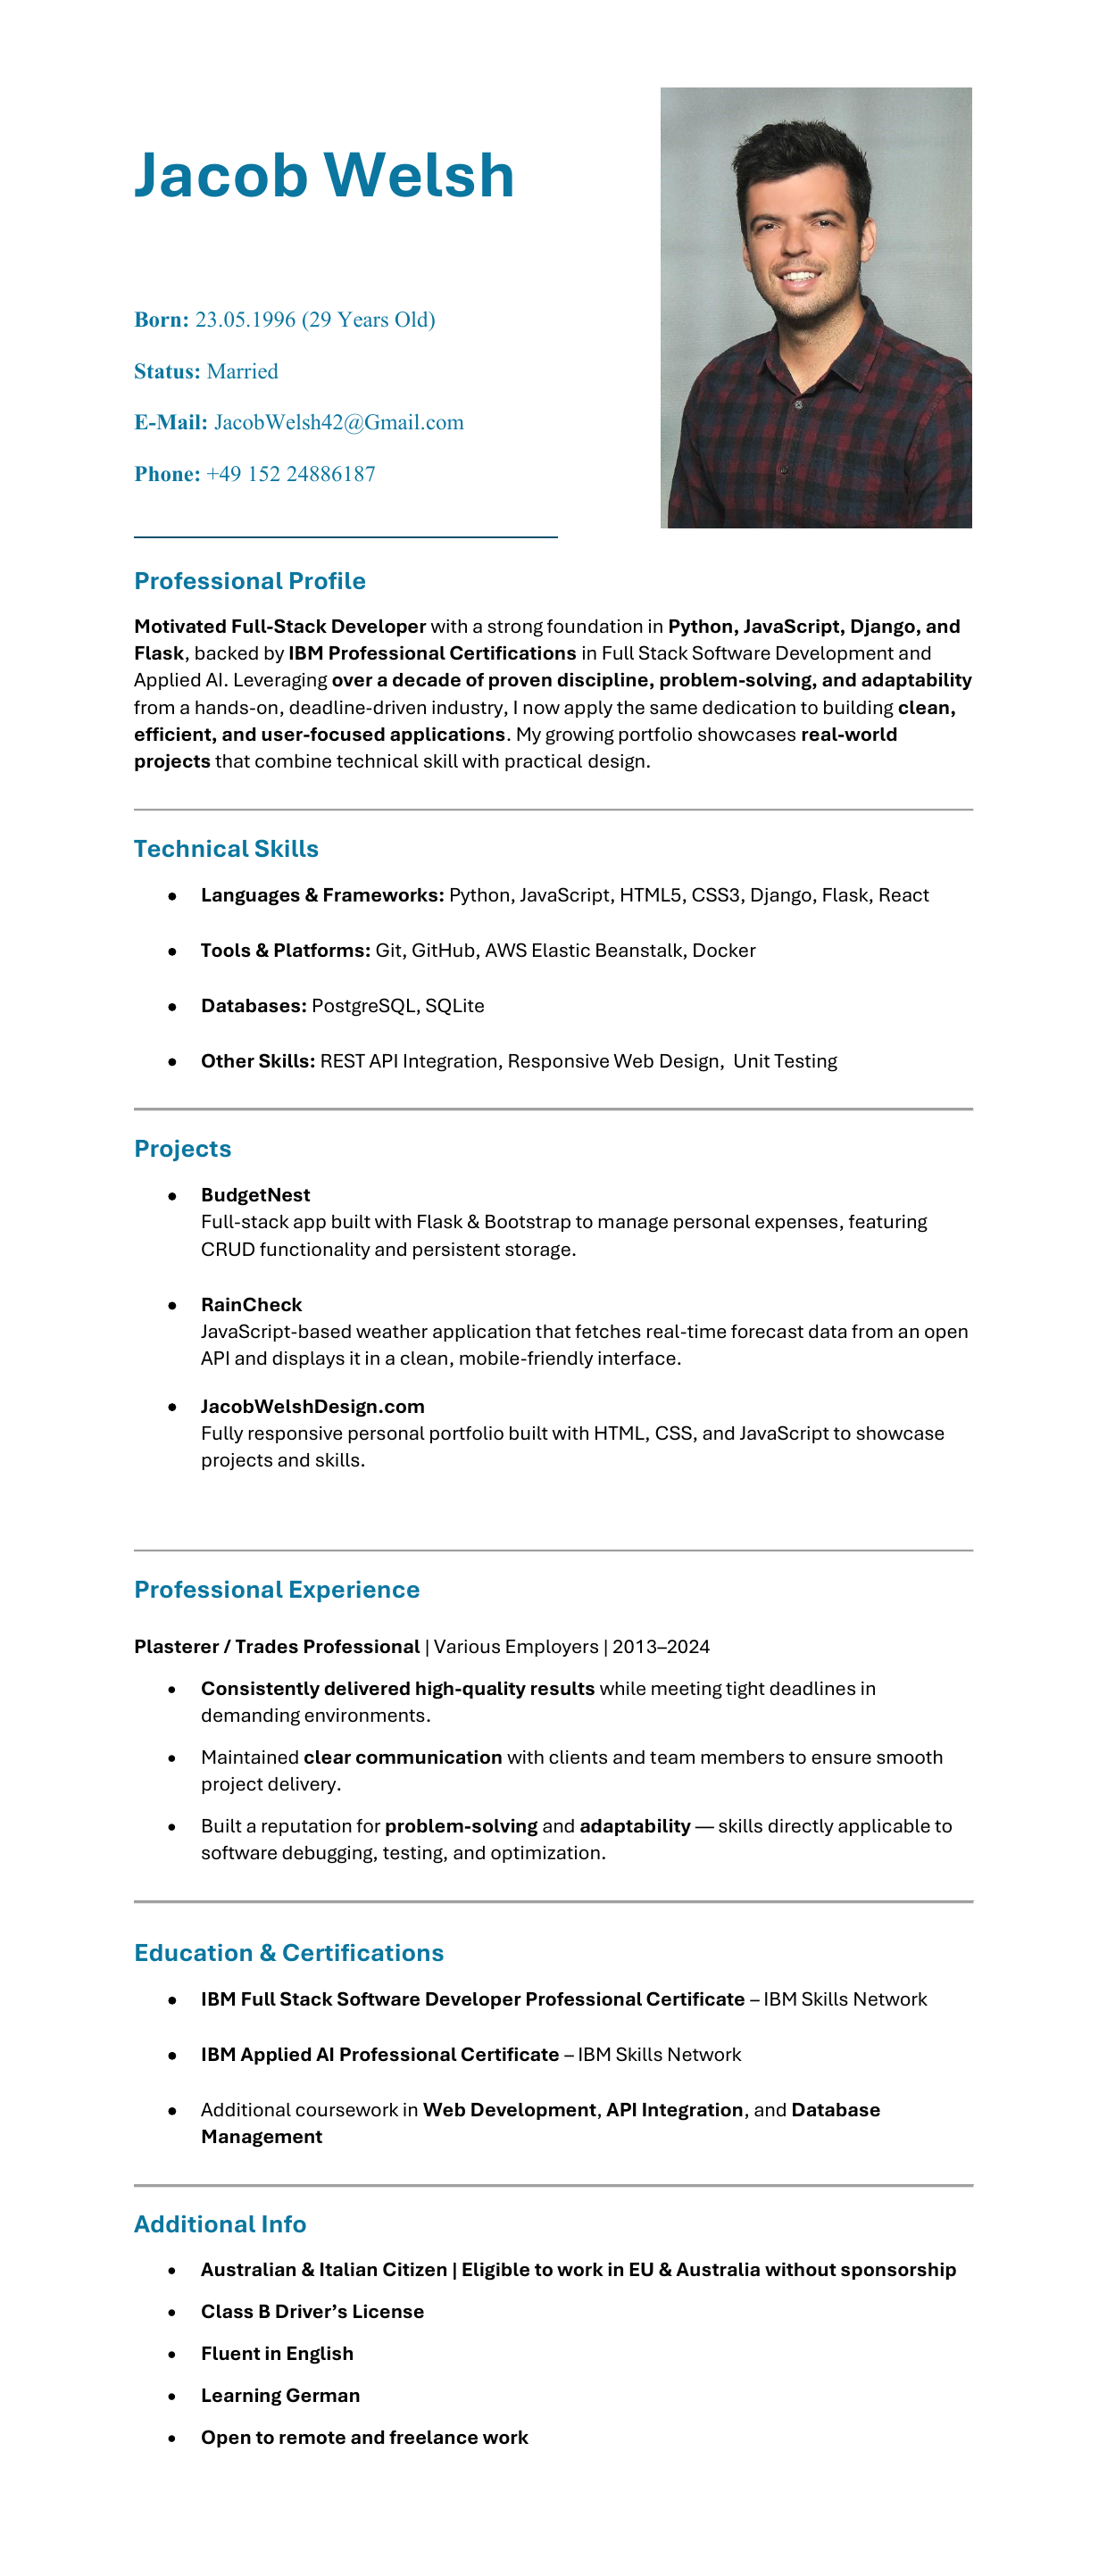 Jacob Welsh
Born: 23.05.1996 (29 Years Old)
Status: Married
E-Mail: JacobWelsh42@Gmail.com
Phone: +49 152 24886187
Professional Profile
Motivated Full-Stack Developer with a strong foundation in Python, JavaScript, Django, and
Flask, backed by IBM Professional Certifications in Full Stack Software Development and
Applied AI. Leveraging over a decade of proven discipline, problem-solving, and adaptability
from a hands-on, deadline-driven industry, I now apply the same dedication to building clean,
efficient, and user-focused applications. My growing portfolio showcases real-world
projects that combine technical skill with practical design.
Technical Skills
● Languages & Frameworks: Python, JavaScript, HTML5, CSS3, Django, Flask, React
● Tools & Platforms: Git, GitHub, AWS Elastic Beanstalk, Docker
● Databases: PostgreSQL, SQLite
● Other Skills: REST API Integration, Responsive Web Design,  Unit Testing
Projects
● BudgetNest
Full-stack app built with Flask & Bootstrap to manage personal expenses, featuring
CRUD functionality and persistent storage.
● RainCheck
JavaScript-based weather application that fetches real-time forecast data from an open
API and displays it in a clean, mobile-friendly interface.
● JacobWelshDesign.com
Fully responsive personal portfolio built with HTML, CSS, and JavaScript to showcase
projects and skills.
Professional Experience
Plasterer / Trades Professional | Various Employers | 2013–2024
• Consistently delivered high-quality results while meeting tight deadlines in
demanding environments.
• Maintained clear communication with clients and team members to ensure smooth
project delivery.
• Built a reputation for problem-solving and adaptability — skills directly applicable to
software debugging, testing, and optimization.
Education & Certifications
● IBM Full Stack Software Developer Professional Certificate – IBM Skills Network
● IBM Applied AI Professional Certificate – IBM Skills Network
● Additional coursework in Web Development, API Integration, and Database
Management
Additional Info
• Australian & Italian Citizen | Eligible to work in EU & Australia without sponsorship
• Class B Driver’s License
• Fluent in English
• Learning German
• Open to remote and freelance work